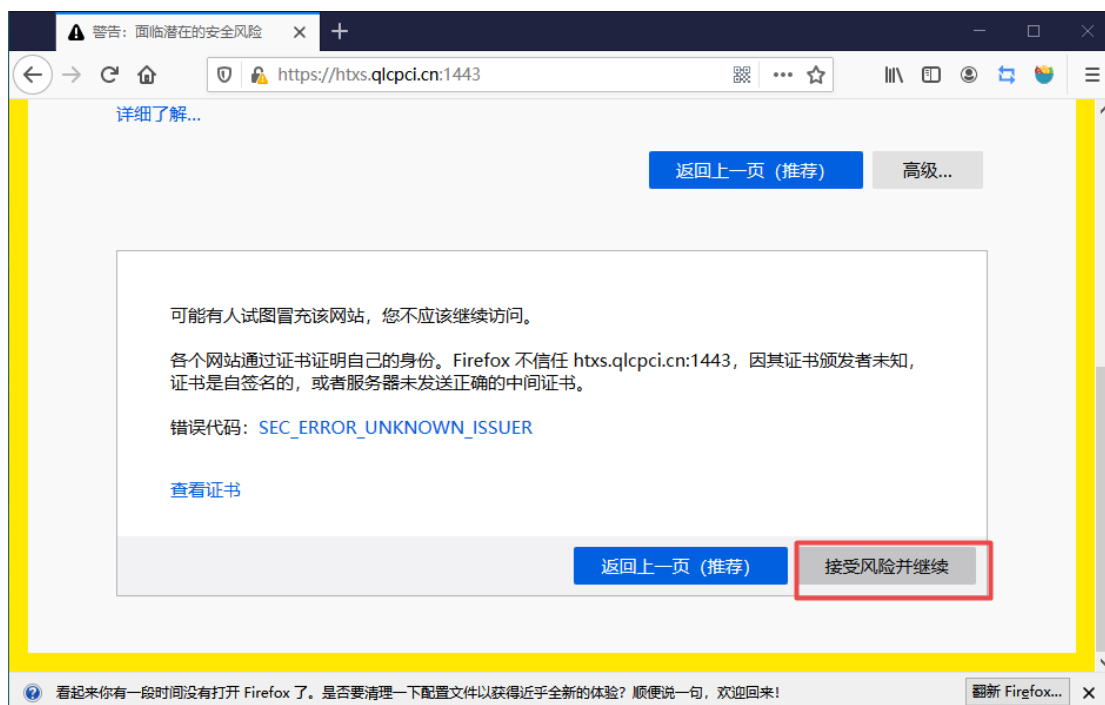 警告：面临潜在的安全风险
https://htxs.qlcpci.cn:1443
详细了解...
返回上一页（推荐） 高级...
可能有人试图冒充该网站，您不应该继续访问。
各个网站通过证书证明自己的身份。Firefox 不信任 htxs.qlcpci.cn:1443，因其证书颁发者未知，
证书是自签名的，或者服务器未发送正确的中间证书。
错误代码：SEC_ERROR_UNKNOWN_ISSUER
查看证书
返回上一页（推荐） 接受风险并继续
看起来你有一段时间没有打开 Firefox 了。是否要清理一下配置文件以获得近乎全新的体验？顺便说一句，欢迎回来！ 翻新 Firefox...